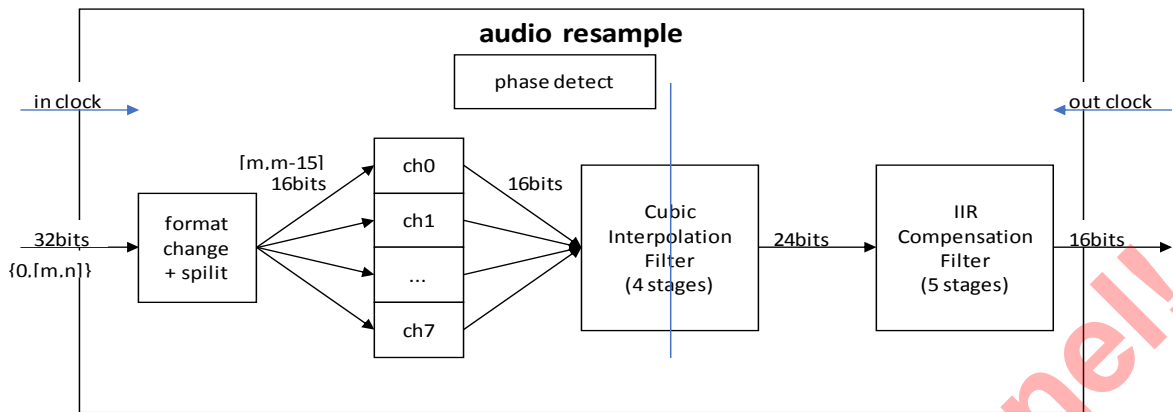 audio resample
phase detect
in clock
out clock
[m,m-15]
16bits
ch0
ch1
...
ch7
16bits
32bits
{0,[m,n]}
format
change
+ spilit
Cubic
Interpolation
Filter
(4 stages)
24bits
IIR
Compensation
Filter
(5 stages)
16bits
nel!